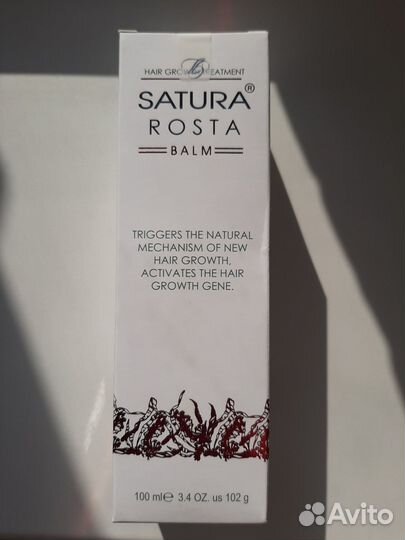 HAIR GROWTH TREATMENT
SATURA®
ROSTA
BALM
TRIGGERS THE NATURAL
MECHANISM OF NEW
HAIR GROWTH,
ACTIVATES THE HAIR
GROWTH GENE.
100 ml℮ 3.4 OZ. us 102 g
Avito